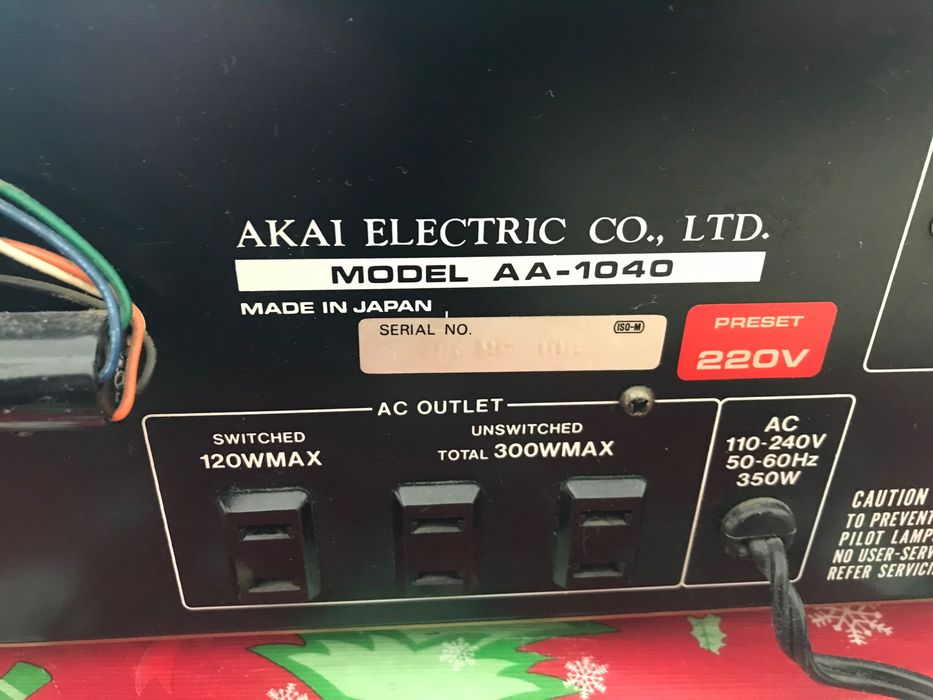 AKAI ELECTRIC CO., LTD.
MODEL AA-1040
MADE IN JAPAN
SERIAL NO.
ISO-M
PRESET
220V
AC OUTLET
SWITCHED
120WMAX
UNSWITCHED
TOTAL 300WMAX
AC
110-240V
50-60Hz
350W
CAUTION
TO PREVENT
PILOT LAMP
NO USER-SERV
REFER SERVICI